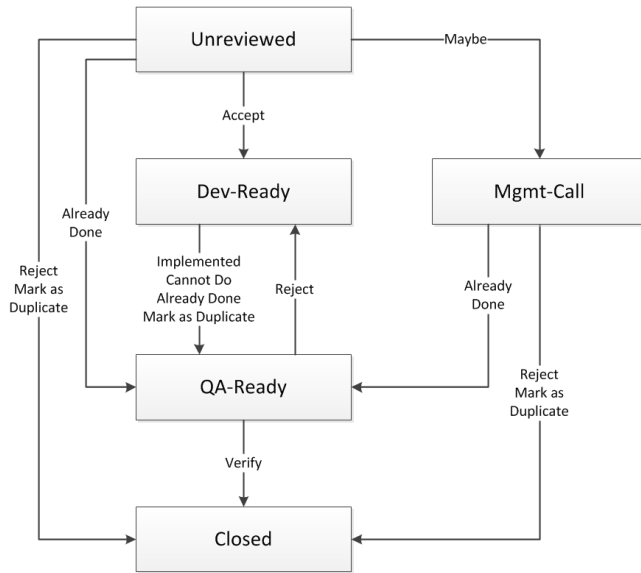 Unreviewed
Maybe
Accept
Dev-Ready
Mgmt-Call
Already
Done
Reject
Mark as
Duplicate
Implemented
Cannot Do
Already Done
Mark as Duplicate
Reject
Already
Done
QA-Ready
Reject
Mark as
Duplicate
Verify
Closed